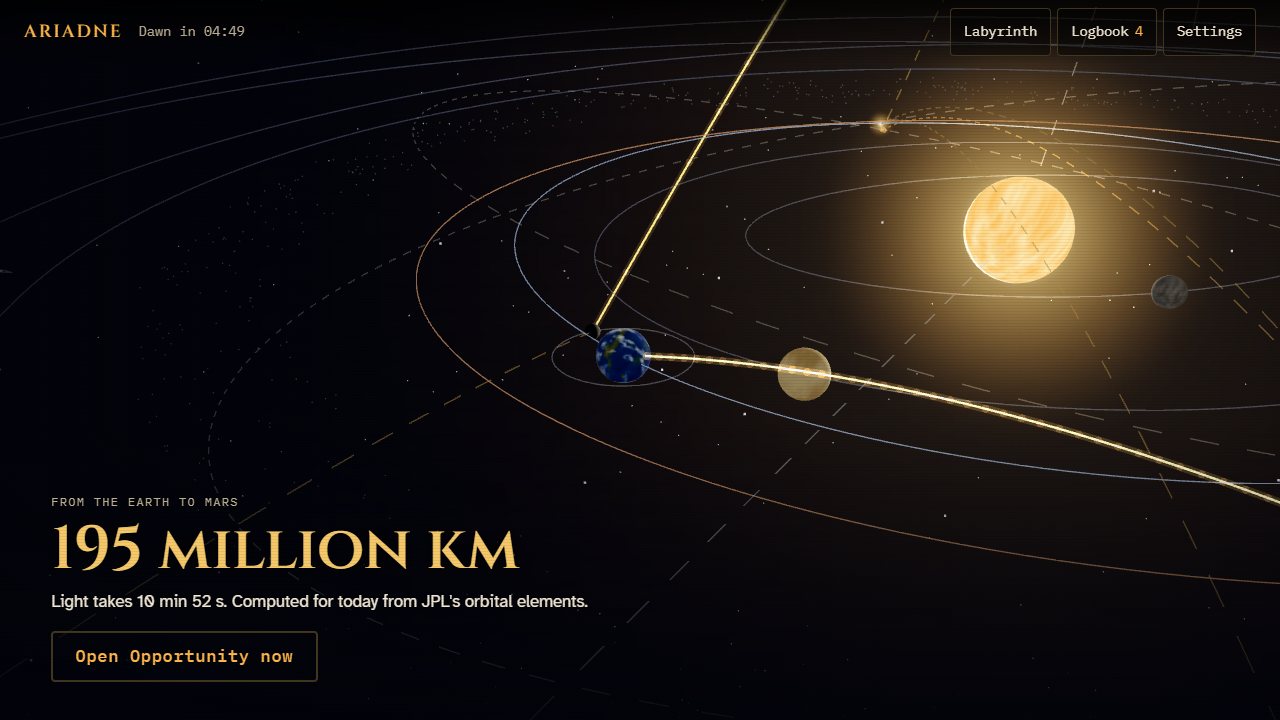 ARIADNE Dawn in 04:49 Labyrinth Logbook 4 Settings
FROM THE EARTH TO MARS
195 MILLION KM
Light takes 10 min 52 s. Computed for today from JPL's orbital elements.
Open Opportunity now